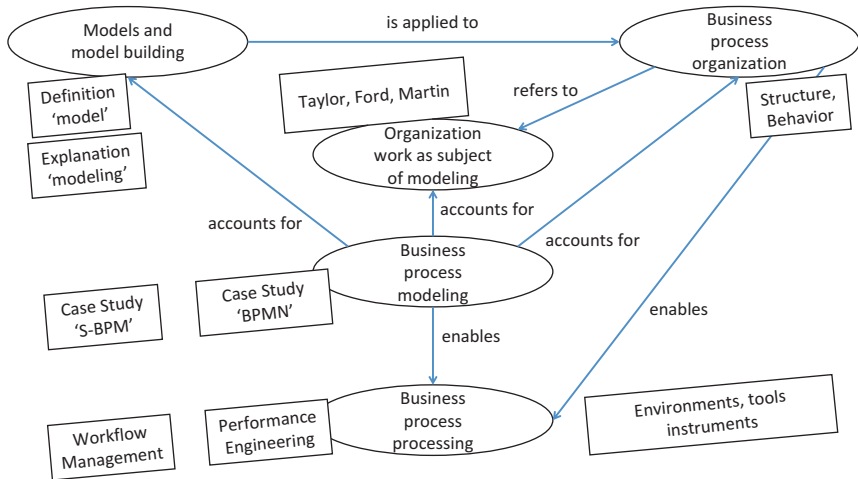 Models and
model building
is applied to
Business
process
organization
Definition
‘model’
Taylor, Ford, Martin
refers to
Structure,
Behavior
Explanation
‘modeling’
Organization
work as subject
of modeling
accounts for
accounts for
accounts for
Business
process
modeling
Case Study
‘S-BPM’
Case Study
‘BPMN’
enables
enables
Workflow
Management
Performance
Engineering
Business
process
processing
Environments, tools
instruments